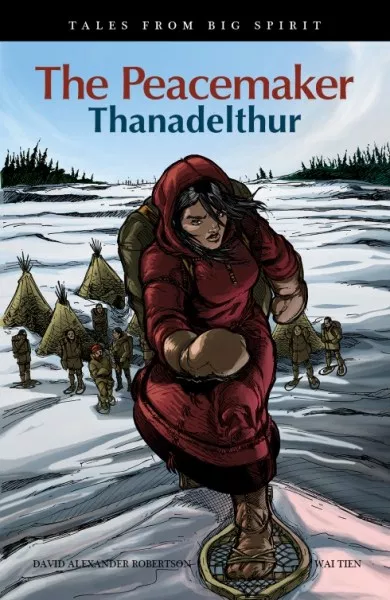 TALES FROM BIG SPIRIT
The Peacemaker
Thanadelthur
DAVID ALEXANDER ROBERTSON WAI TIEN